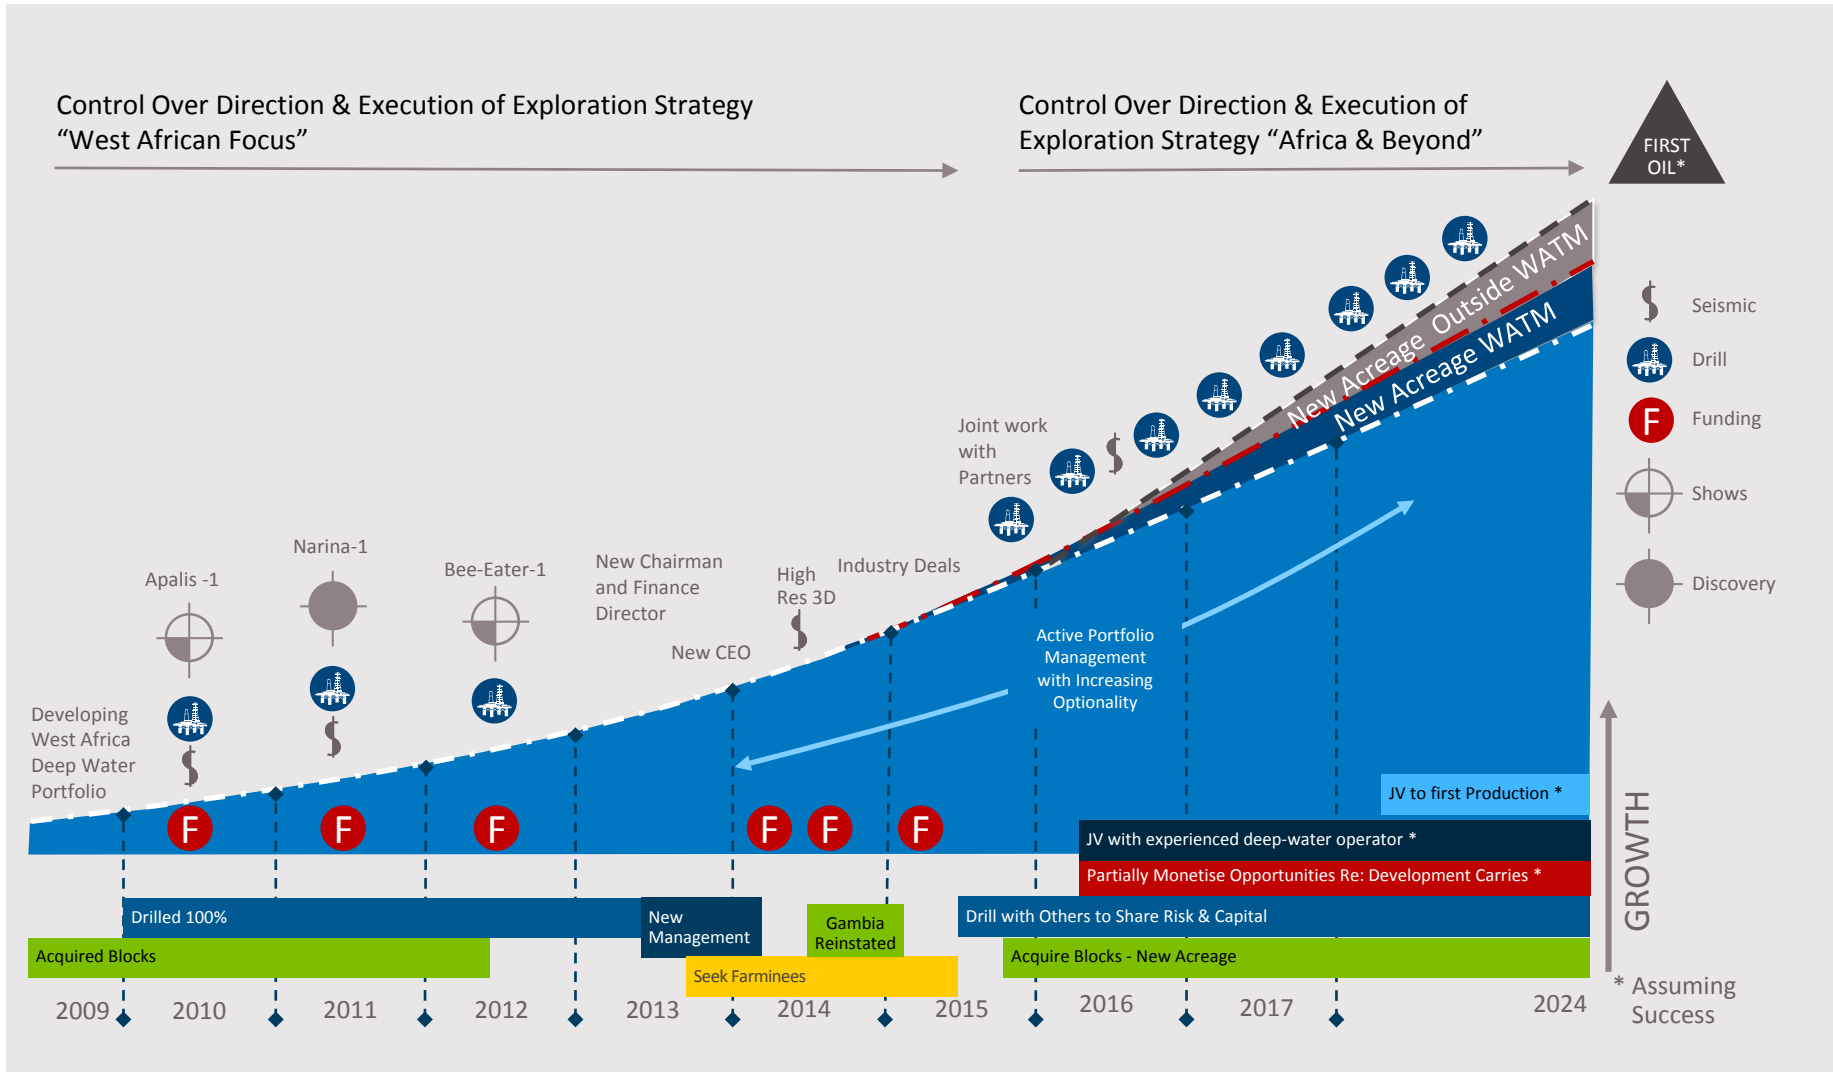 Control Over Direction & Execution of Exploration Strategy
“West African Focus”
Control Over Direction & Execution of
Exploration Strategy “Africa & Beyond”
FIRST
OIL*
New Acreage Outside WATM
New Acreage WATM
Seismic
Drill
F
Funding
Shows
Discovery
Joint work
with
Partners
Narina-1
Apalis -1
Bee-Eater-1
New Chairman
and Finance
Director
High
Res 3D
Industry Deals
New CEO
Active Portfolio
Management
with Increasing
Optionality
Developing
West Africa
Deep Water
Portfolio
F
F
F
F
F
F
JV to first Production *
JV with experienced deep-water operator *
Partially Monetise Opportunities Re: Development Carries *
Drilled 100%
New
Management
Gambia
Reinstated
Drill with Others to Share Risk & Capital
Acquired Blocks
Acquire Blocks - New Acreage
Seek Farminees
GROWTH
2009
2010
2011
2012
2013
2014
2015
2016
2017
2024
* Assuming
Success